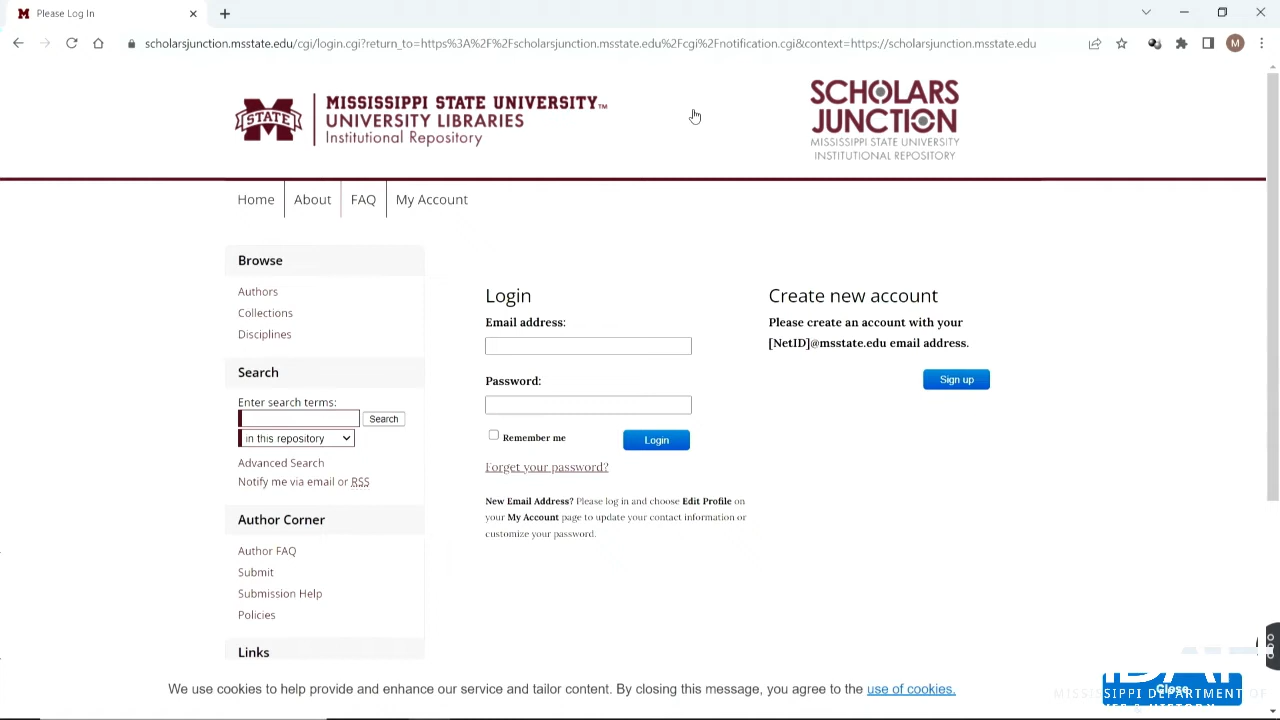 Please Log In
scholarsjunction.msstate.edu/cgi/login.cgi?return_to=https%3A%2F%2Fscholarsjunction.msstate.edu%2Fcgi%2Fnotification.cgi&context=https://scholarsjunction.msstate.edu
M
STATE
MISSISSIPPI STATE UNIVERSITY™
UNIVERSITY LIBRARIES
Institutional Repository
SCHOLARS
JUNCTION
MISSISSIPPI STATE UNIVERSITY
INSTITUTIONAL REPOSITORY
Home About FAQ My Account
Browse
Authors
Collections
Disciplines
Search
Enter search terms:
Search
in this repository
Advanced Search
Notify me via email or RSS
Author Corner
Author FAQ
Submit
Submission Help
Policies
Links
Login
Email address:
Password:
Remember me
Login
Forget your password?
New Email Address? Please log in and choose Edit Profile on
your My Account page to update your contact information or
customize your password.
Create new account
Please create an account with your
[NetID]@msstate.edu email address.
Sign up
We use cookies to help provide and enhance our service and tailor content. By closing this message, you agree to the use of cookies.
Close
MISSISSIPPI DEPARTMENT OF